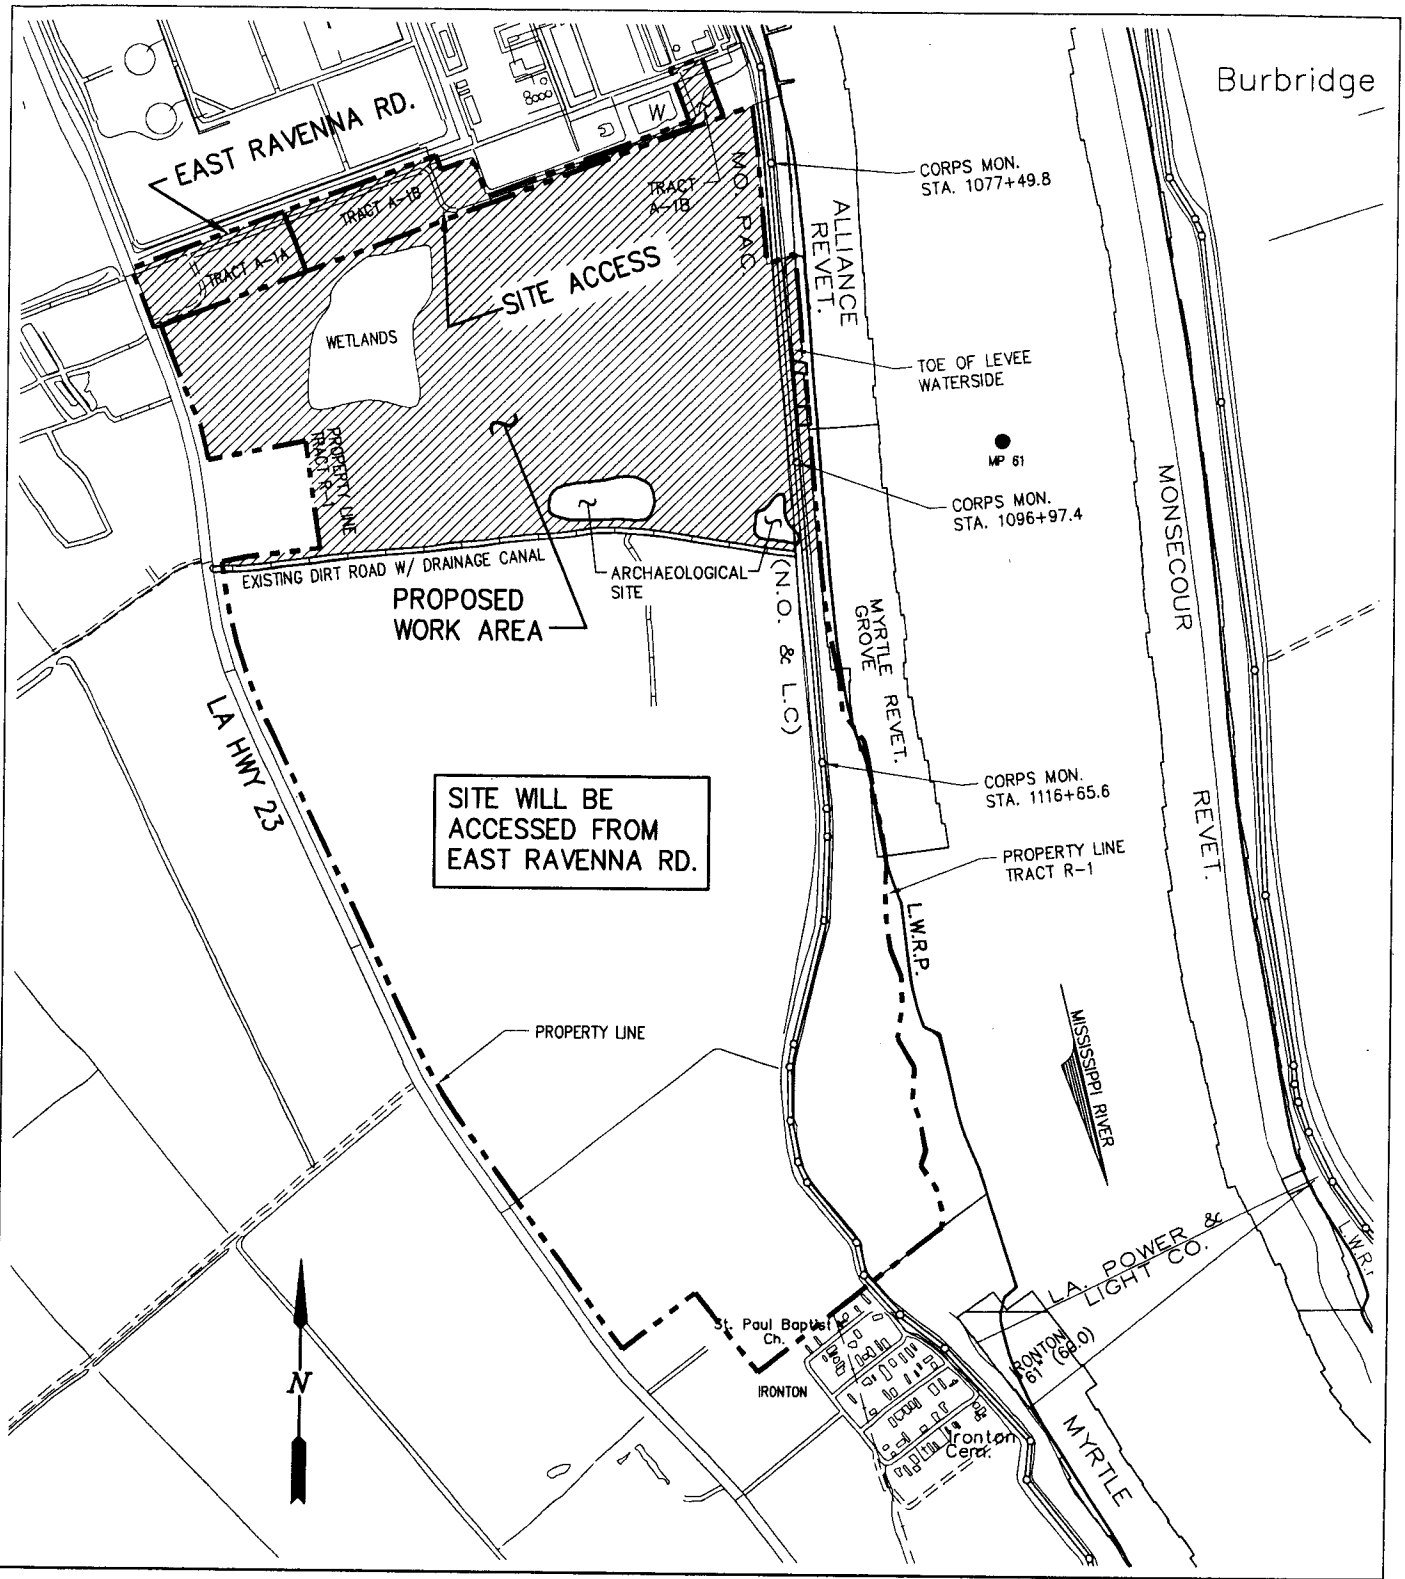 Burbridge
EAST RAVENNA RD.
W
TRACT A-1B
TRACT
A-1B
MO. PAC
CORPS MON.
STA. 1077+49.8
ALLIANCE
REVET.
TRACT A-1A
SITE ACCESS
WETLANDS
TOE OF LEVEE
WATERSIDE
MP 61
PROPERTY LINE
TRACT R-1
CORPS MON.
STA. 1096+97.4
MONSECOUR
REVET.
EXISTING DIRT ROAD W/ DRAINAGE CANAL
ARCHAEOLOGICAL
SITE
PROPOSED
WORK AREA
(N.O. & L.C)
MYRTLE REVET.
GROVE
LA HWY 23
SITE WILL BE
ACCESSED FROM
EAST RAVENNA RD.
CORPS MON.
STA. 1116+65.6
PROPERTY LINE
TRACT R-1
L.W.R.P.
PROPERTY LINE
MISSISSIPPI RIVER
LA. POWER &
LIGHT CO.
N
St. Paul Baptist
Ch.
IRONTON
IRONTON
Ironton
Cem.
MYRTLE